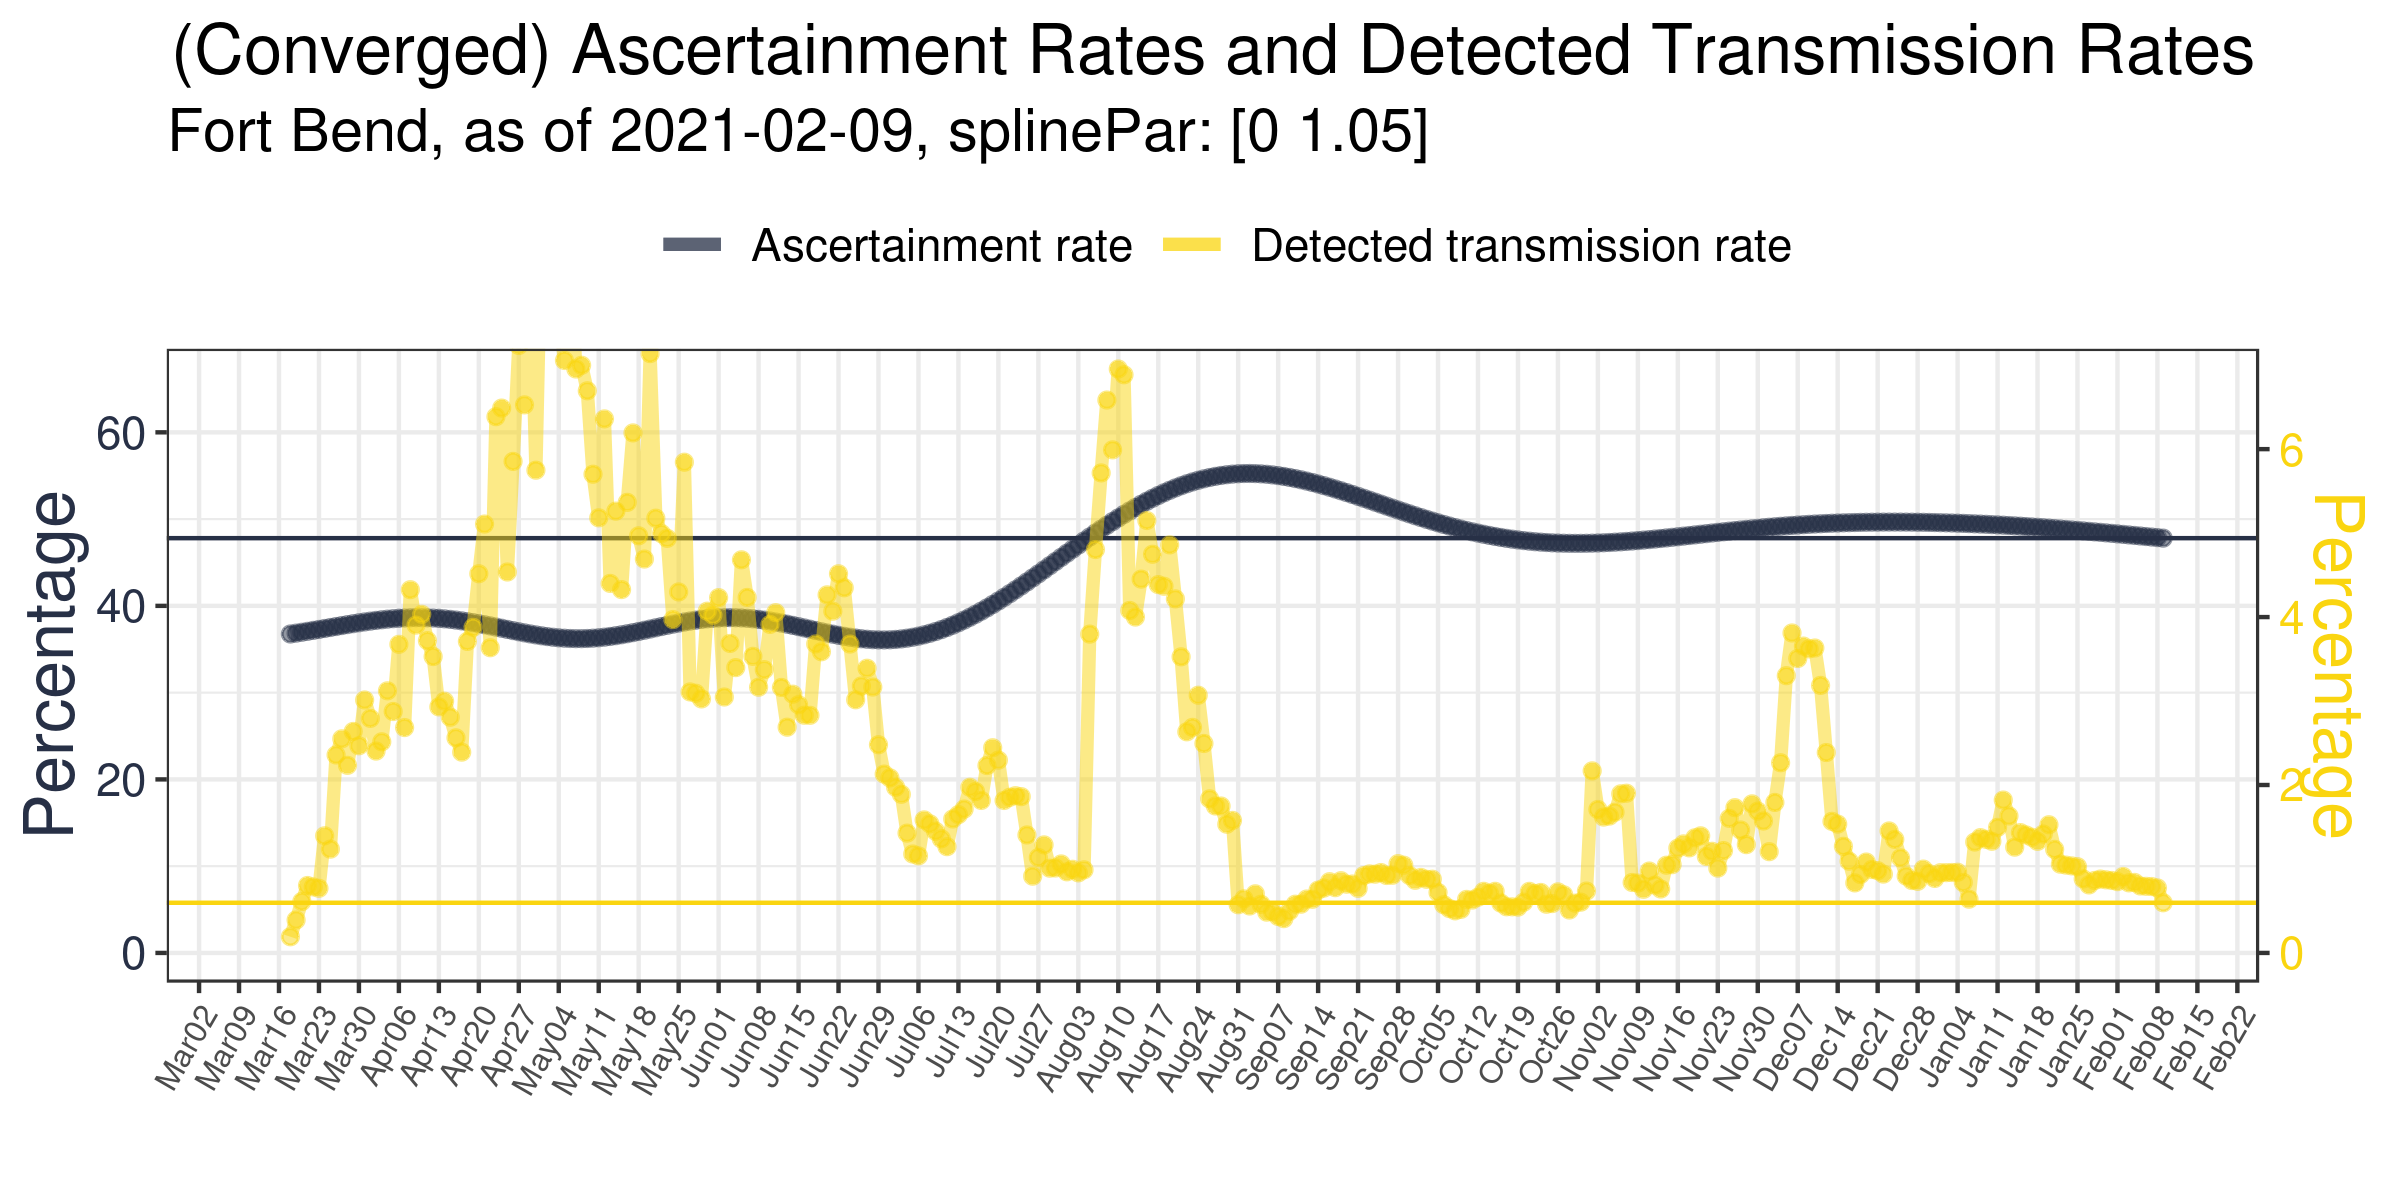 (Converged) Ascertainment Rates and Detected Transmission Rates
Fort Bend, as of 2021-02-09, splinePar: [0 1.05]
Ascertainment rate
Detected transmission rate
Percentage
60
40
20
0
6
4
2
0
Percentage
Mar02
Mar09
Mar16
Mar23
Mar30
Apr06
Apr13
Apr20
Apr27
May04
May11
May18
May25
Jun01
Jun08
Jun15
Jun22
Jun29
Jul06
Jul13
Jul20
Jul27
Aug03
Aug10
Aug17
Aug24
Aug31
Sep07
Sep14
Sep21
Sep28
Oct05
Oct12
Oct19
Oct26
Nov02
Nov09
Nov16
Nov23
Nov30
Dec07
Dec14
Dec21
Dec28
Jan04
Jan11
Jan18
Jan25
Feb01
Feb08
Feb15
Feb22